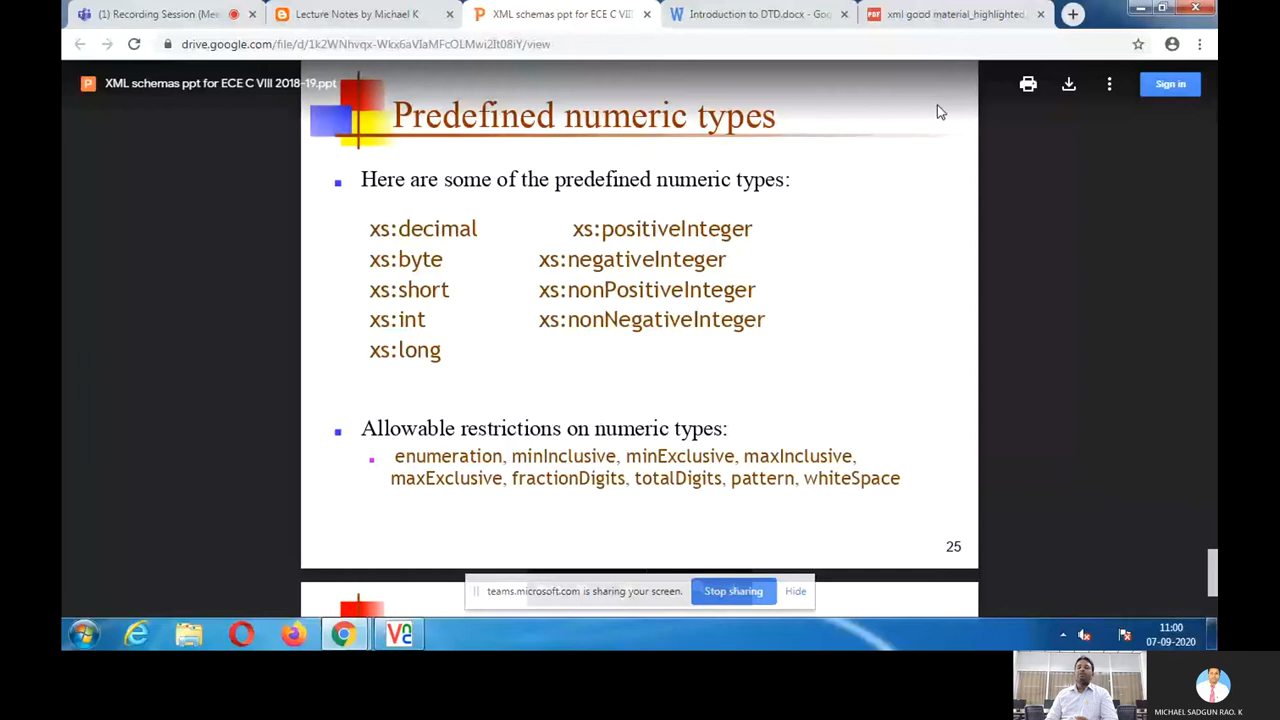 (1) Recording Session (Mee
Lecture Notes by Michael K
XML schemas ppt for ECE C VIII
Introduction to DTD.docx - Goo
xml good material_highlighted.
drive.google.com/file/d/1k2WNhvqx-Wkx6aVIaMFcOLMwi2It08iY/view
XML schemas ppt for ECE C VIII 2018-19.ppt
Sign in
Predefined numeric types
Here are some of the predefined numeric types:
xs:decimal xs:positiveInteger
xs:byte xs:negativeInteger
xs:short xs:nonPositiveInteger
xs:int xs:nonNegativeInteger
xs:long
Allowable restrictions on numeric types:
enumeration, minInclusive, minExclusive, maxInclusive,
maxExclusive, fractionDigits, totalDigits, pattern, whiteSpace
25
teams.microsoft.com is sharing your screen. Stop sharing Hide
11:00
07-09-2020
MICHAEL SADGUN RAO. K